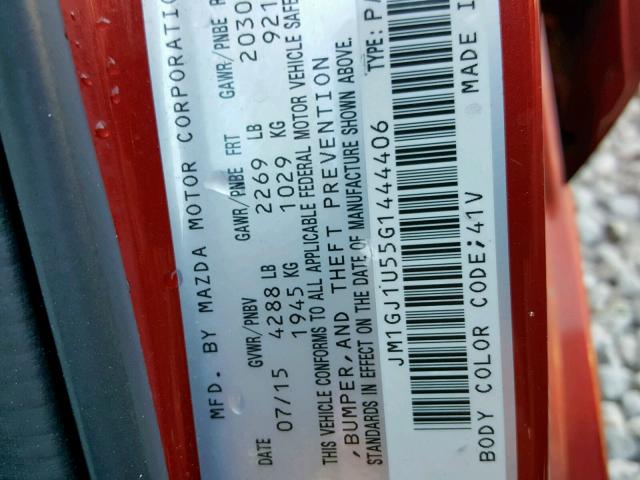 MFD. BY MAZDA MOTOR CORPORATION
DATE GVWR/PNBV GAWR/PNBE FRT GAWR/PNBE
07/15 4288 LB 2269 LB 2030
1945 KG 1029 KG 921
THIS VEHICLE CONFORMS TO ALL APPLICABLE FEDERAL MOTOR VEHICLE
,BUMPER, AND THEFT PREVENTION
STANDARDS IN EFFECT ON THE DATE OF MANUFACTURE SHOWN ABOVE.
JM1GJ1U55G1444406 TYPE:
BODY COLOR CODE;41V MADE